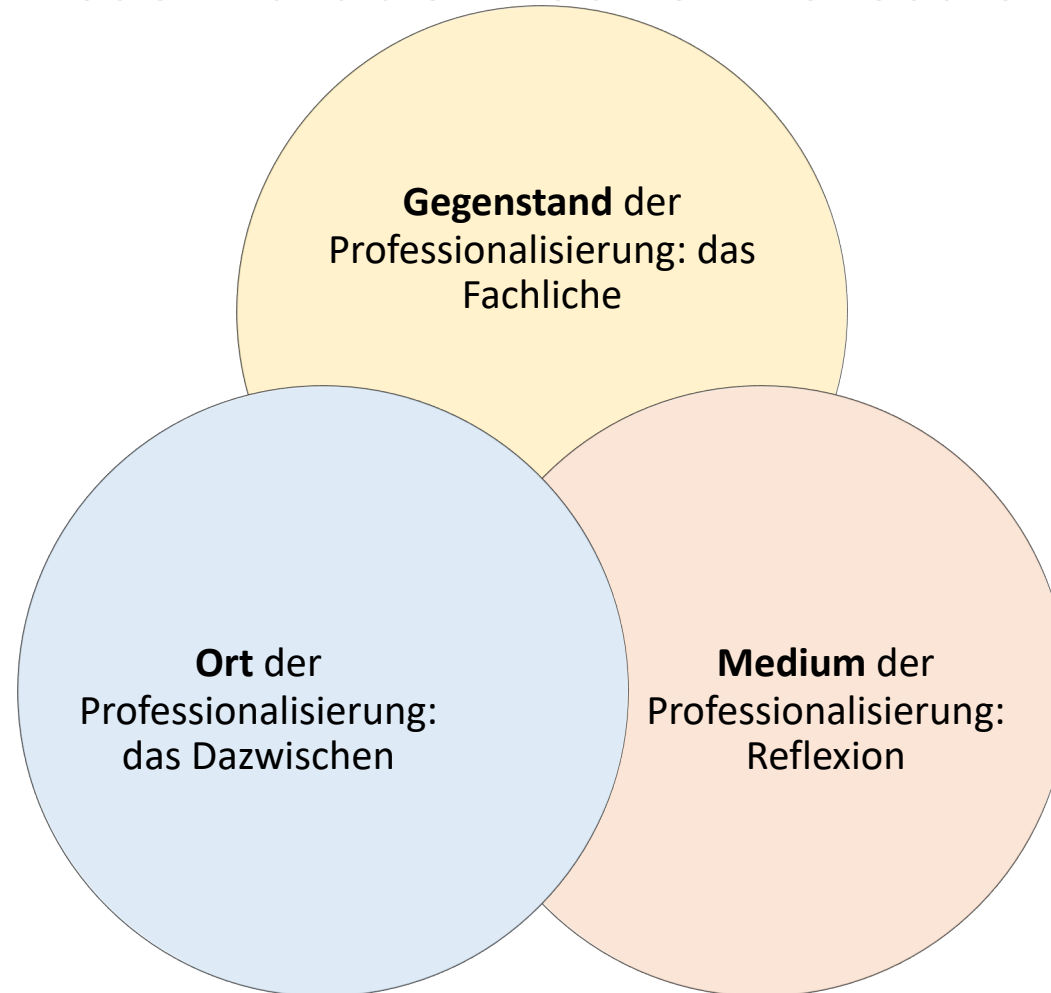 Gegenstand der
Professionalisierung: das
Fachliche
Ort der
Professionalisierung:
das Dazwischen
Medium der
Professionalisierung:
Reflexion